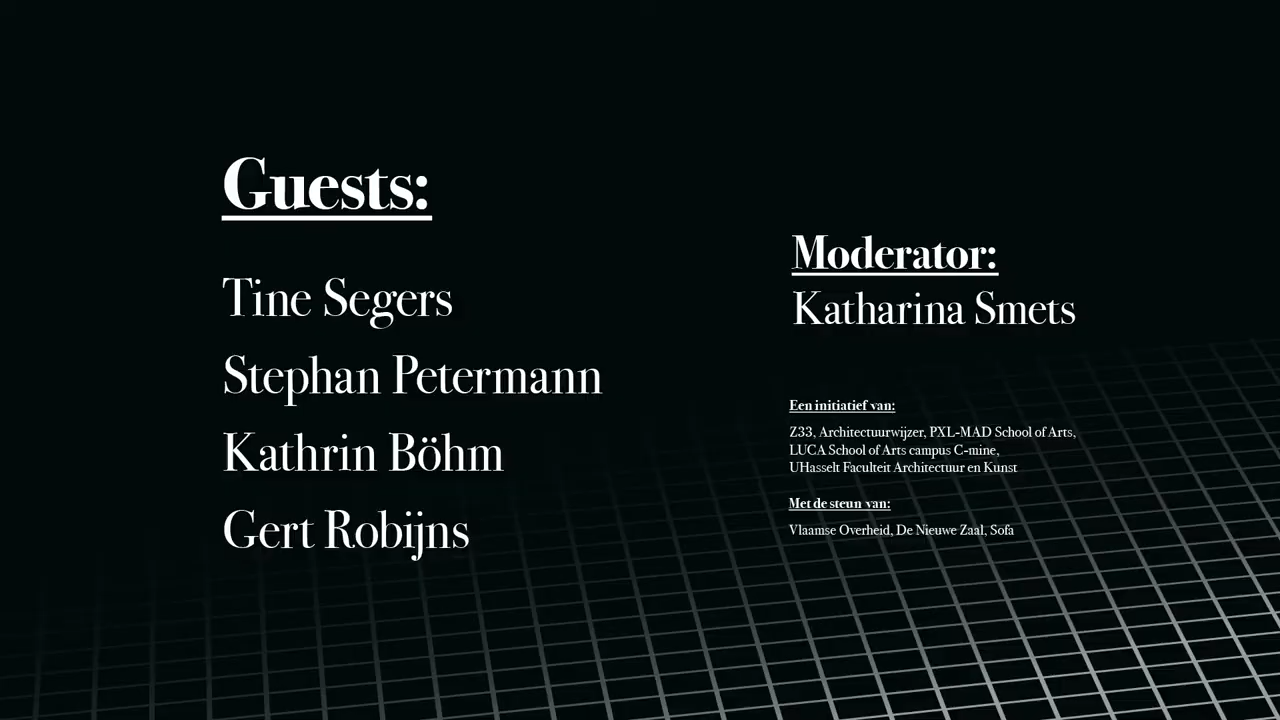 Guests:
Tine Segers
Stephan Petermann
Kathrin Böhm
Gert Robijns
Moderator:
Katharina Smets
Een initiatief van:
Z33, Architectuurwijzer, PXL-MAD School of Arts,
LUCA School of Arts campus C-mine,
UHasselt Faculteit Architectuur en Kunst
Met de steun van:
Vlaamse Overheid, De Nieuwe Zaal, Sofa